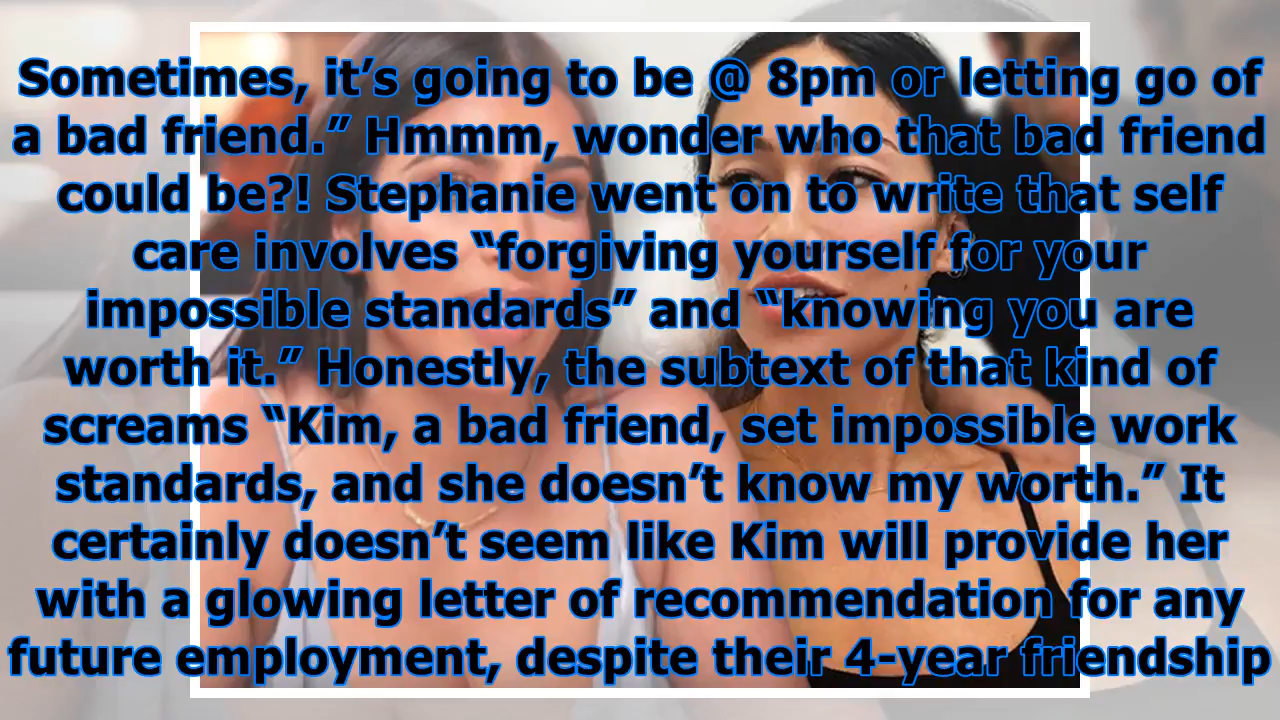 Sometimes, it’s going to be @ 8pm or letting go of
a bad friend.” Hmmm, wonder who that bad friend
could be?! Stephanie went on to write that self
care involves “forgiving yourself for your
impossible standards” and “knowing you are
worth it.” Honestly, the subtext of that kind of
screams “Kim, a bad friend, set impossible work
standards, and she doesn’t know my worth.” It
certainly doesn’t seem like Kim will provide her
with a glowing letter of recommendation for any
future employment, despite their 4-year friendship